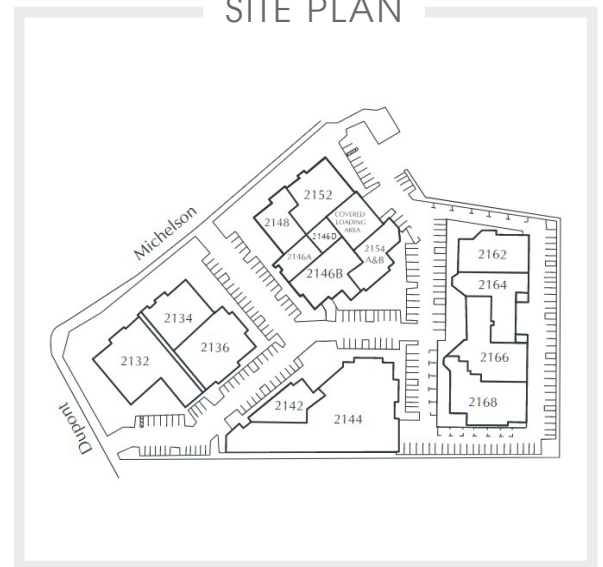 SITE PLAN
Michelson
Dupont
2152
2148
COVERED
LOADING
AREA
2146D
2154
A&B
2146A
2146B
2162
2164
2134
2132
2136
2166
2142
2144
2168